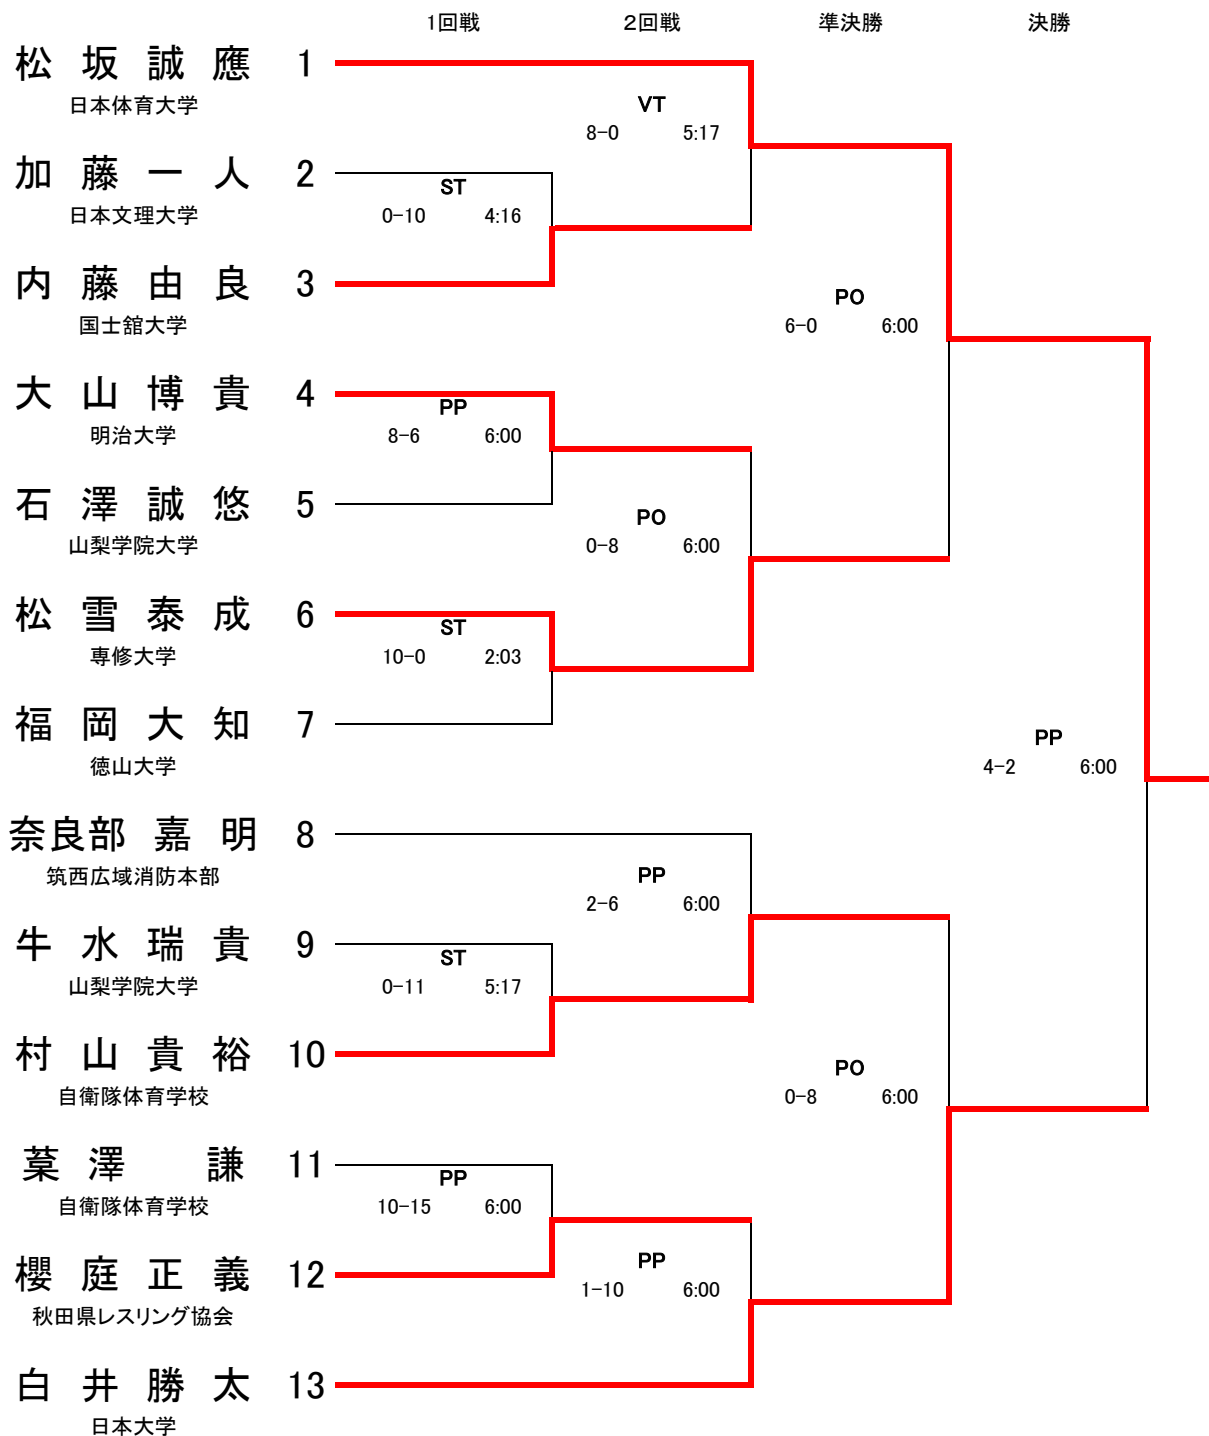 1回戦 2回戦 準決勝 決勝
松坂誠應 1
日本体育大学
VT
8-0 5:17
加藤一人 2
日本文理大学
ST
0-10 4:16
内藤由良 3
国士舘大学
PO
6-0 6:00
大山博貴 4
明治大学
PP
8-6 6:00
石澤誠悠 5
山梨学院大学
PO
0-8 6:00
松雪泰成 6
専修大学
ST
10-0 2:03
福岡大知 7
徳山大学
PP
4-2 6:00
奈良部嘉明 8
筑西広域消防本部
PP
2-6 6:00
牛水瑞貴 9
山梨学院大学
ST
0-11 5:17
村山貴裕 10
自衛隊体育学校
PO
0-8 6:00
葈澤謙 11
自衛隊体育学校
PP
10-15 6:00
櫻庭正義 12
秋田県レスリング協会
PP
1-10 6:00
白井勝太 13
日本大学